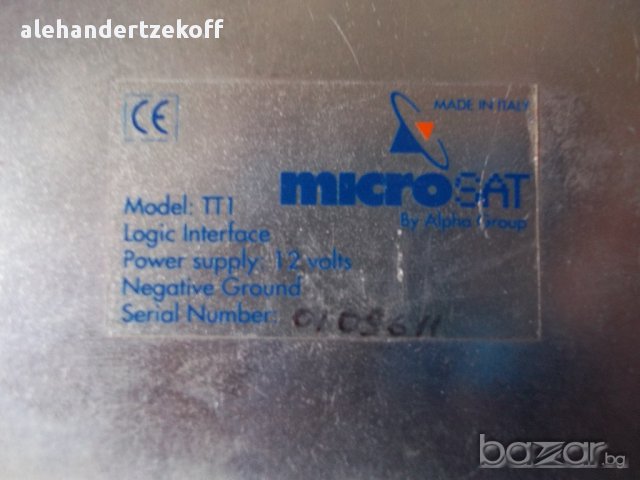 alehandertzekoff
CE
MADE IN ITALY
microSAT
By Alpha Group
Model: TT1
Logic Interface
Power supply: 12 volts
Negative Ground
Serial Number:
bazar.bg